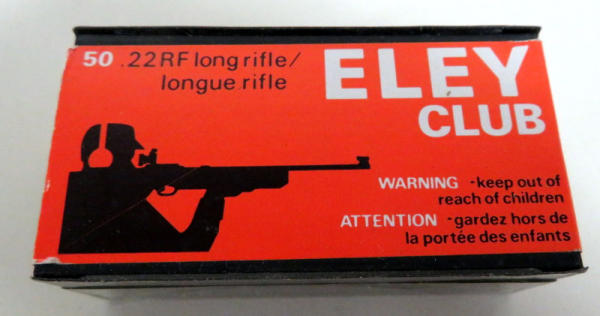 50 .22RF long rifle/
longue rifle
ELEY
CLUB
WARNING -keep out of
reach of children
ATTENTION -gardez hors de
la portée des enfants